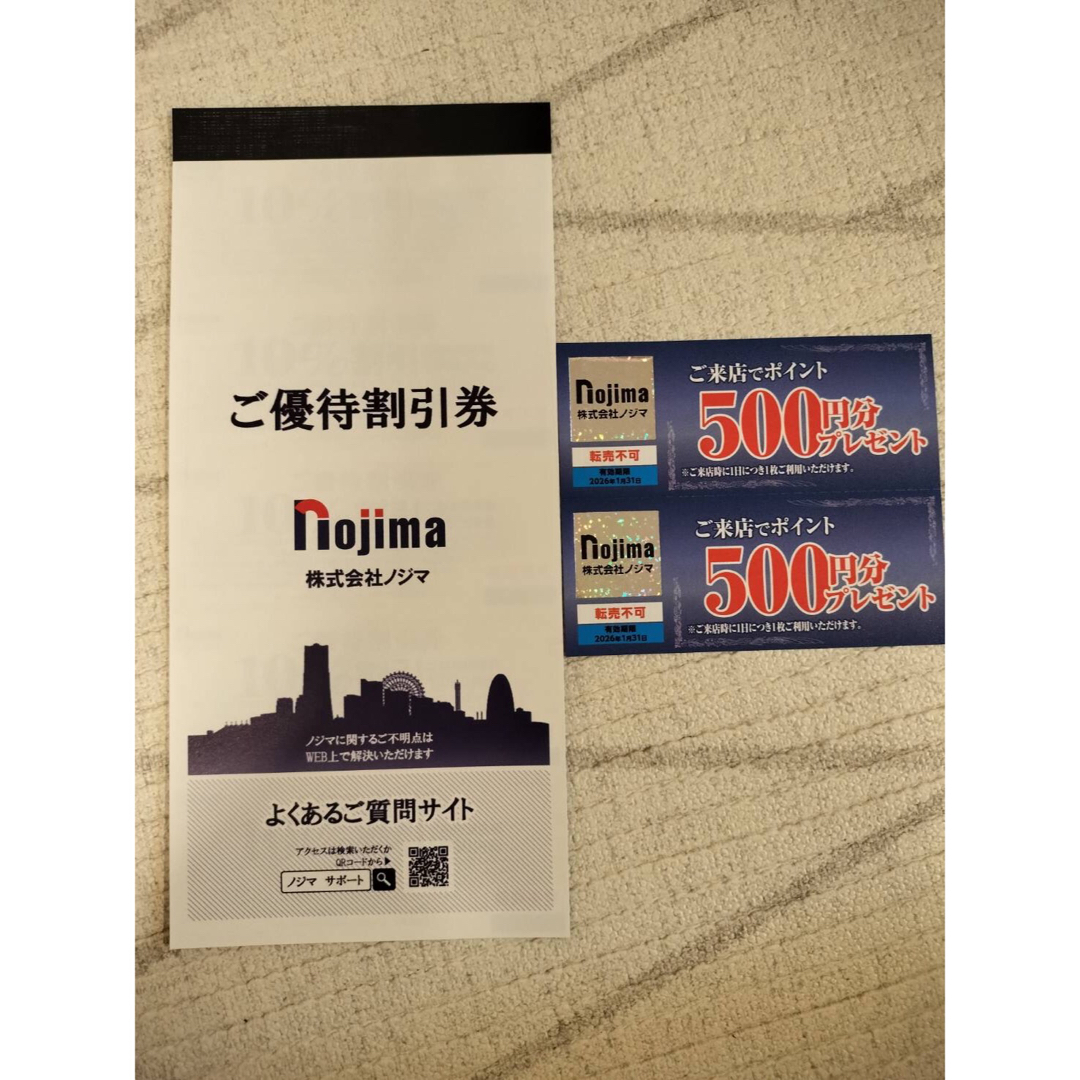 ご優待割引券
nojima
株式会社ノジマ
ノジマに関するご不明点は
WEB上で解決いただけます
よくあるご質問サイト
アクセスは検索いただくか
QRコードから▶
ノジマ サポート
nojima
株式会社ノジマ
転売不可
有効期限
2026年1月31日
ご来店でポイント
500円分
プレゼント
※ご来店時に1日につき1枚ご利用いただけます。
nojima
株式会社ノジマ
転売不可
有効期限
2026年1月31日
ご来店でポイント
500円分
プレゼント
※ご来店時に1日につき1枚ご利用いただけます。